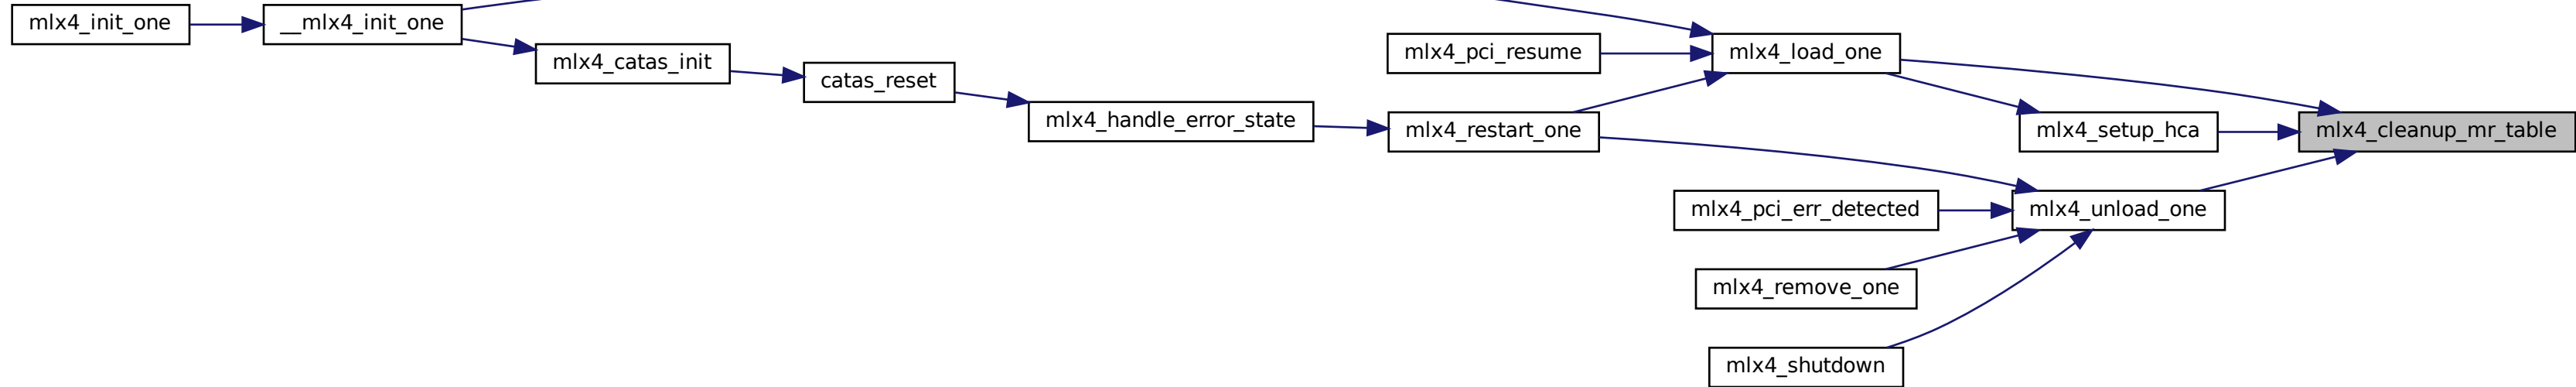 mlx4_init_one
__mlx4_init_one
mlx4_catas_init
catas_reset
mlx4_handle_error_state
mlx4_pci_resume
mlx4_restart_one
mlx4_load_one
mlx4_setup_hca
mlx4_cleanup_mr_table
mlx4_pci_err_detected
mlx4_unload_one
mlx4_remove_one
mlx4_shutdown